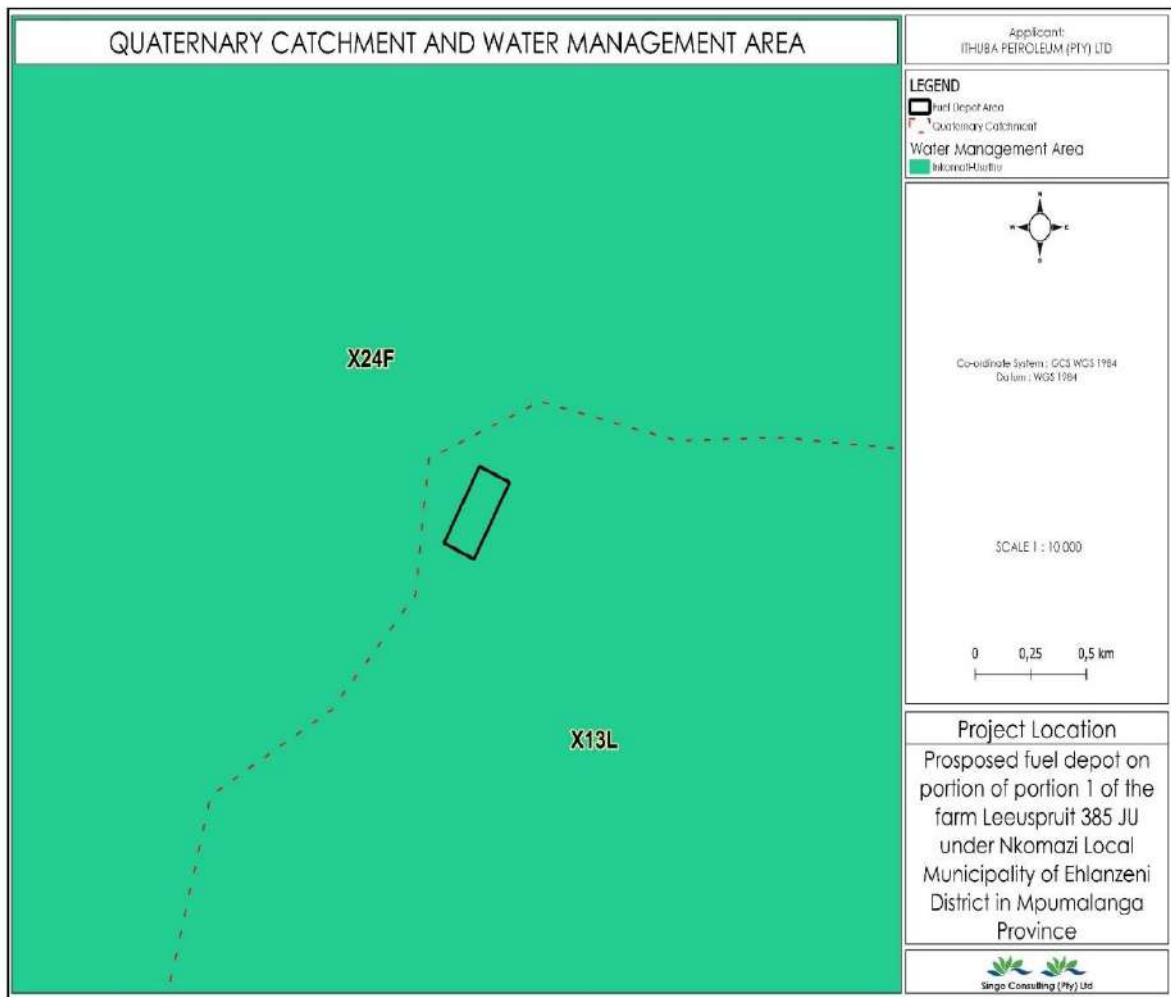 QUATERNARY CATCHMENT AND WATER MANAGEMENT AREA
Applicant:
ITHUBA PETROLEUM (PTY) LTD
LEGEND
Fuel Depot Area
Quaternary Catchment
Water Management Area
Inkomati-Usuthu
N
W
E
S
Co-ordinate System : GCS WGS 1984
Datum : WGS 1984
SCALE 1 : 10 000
0 0,25 0,5 km
X24F
X13L
Project Location
Prosposed fuel depot on
portion of portion 1 of the
farm Leeuspruit 385 JU
under Nkomazi Local
Municipality of Ehlanzeni
District in Mpumalanga
Province
Singo Consulting (Pty) Ltd